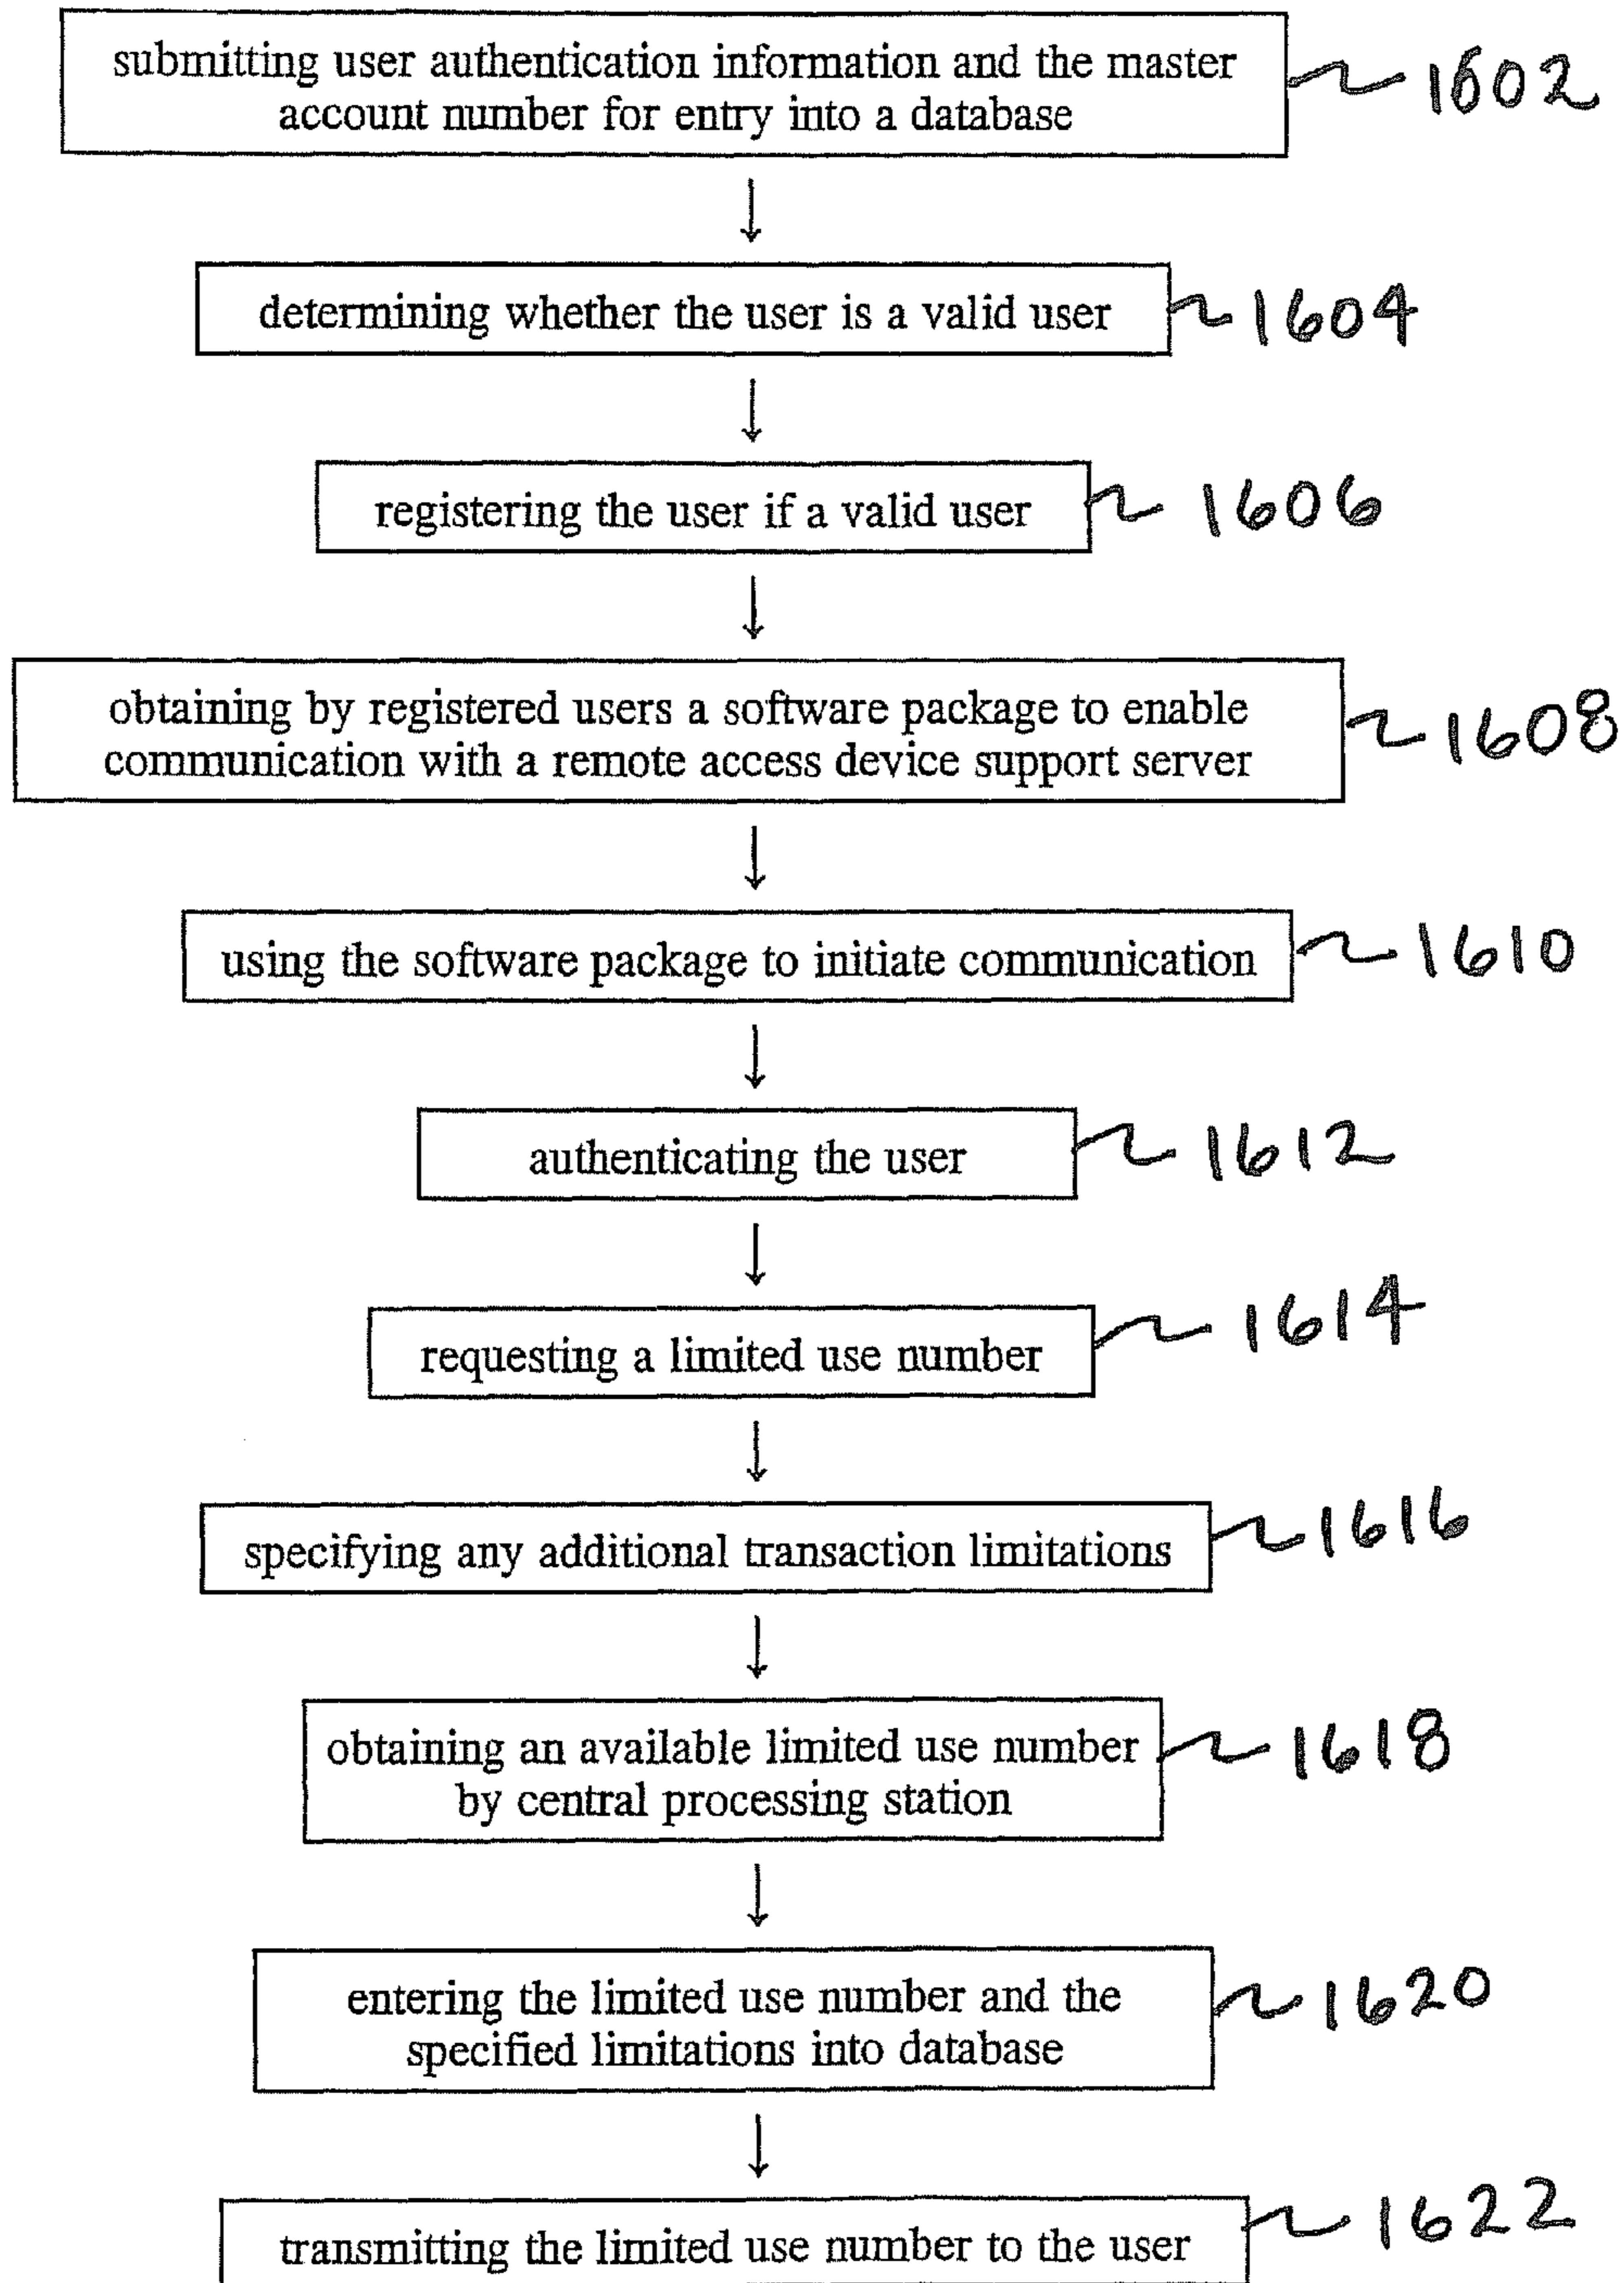 submitting user authentication information and the master 1602
account number for entry into a database
determining whether the user is a valid user 1604
registering the user if a valid user 1606
obtaining by registered users a software package to enable 1608
communication with a remote access device support server
using the software package to initiate communication 1610
authenticating the user 1612
requesting a limited use number 1614
specifying any additional transaction limitations 1616
obtaining an available limited use number 1618
by central processing station
entering the limited use number and the 1620
specified limitations into database
transmitting the limited use number to the user 1622